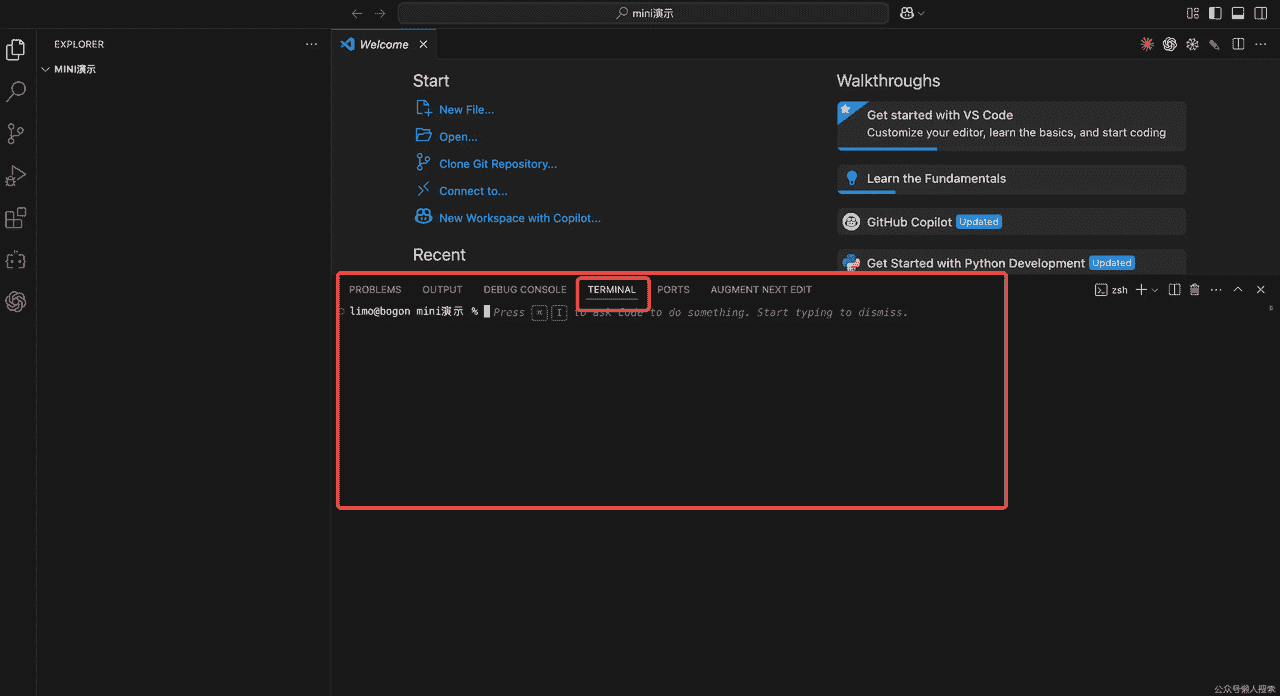 mini演示
EXPLORER
MINI演示
Welcome
Start
New File...
Open...
Clone Git Repository...
Connect to...
New Workspace with Copilot...
Recent
Walkthroughs
Get started with VS Code
Customize your editor, learn the basics, and start coding
Learn the Fundamentals
GitHub Copilot Updated
Get Started with Python Development Updated
PROBLEMS OUTPUT DEBUG CONSOLE TERMINAL PORTS AUGMENT NEXT EDIT
zsh
limo@bogon mini演示 % Press ⌘ I to ask Code to do something. Start typing to dismiss.
公众号懒人搜索